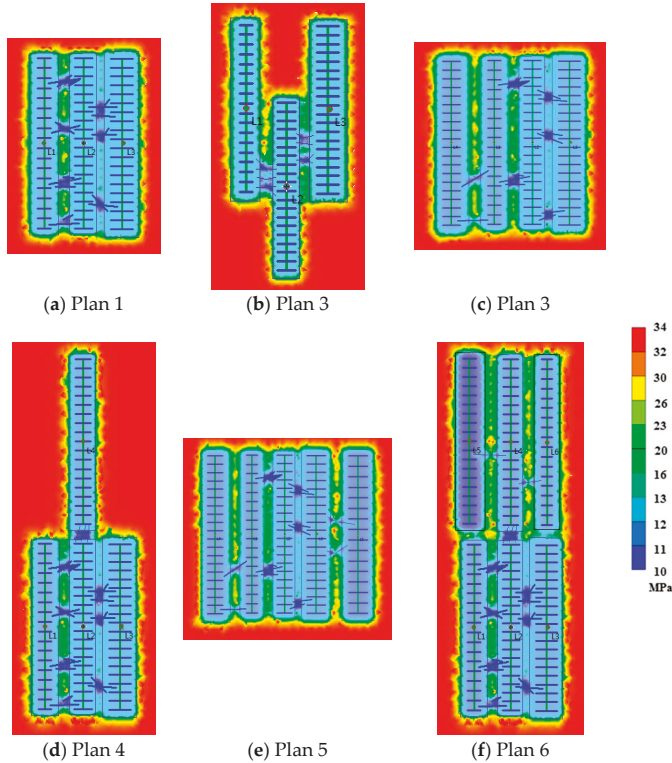 L1
L2
L3
L1
L3
L2
(a) Plan 1
(b) Plan 3
(c) Plan 3
34
32
30
26
23
20
16
13
12
11
10
MPa
L4
L1
L2
L3
L5
L4
L6
L1
L2
L3
(d) Plan 4
(e) Plan 5
(f) Plan 6